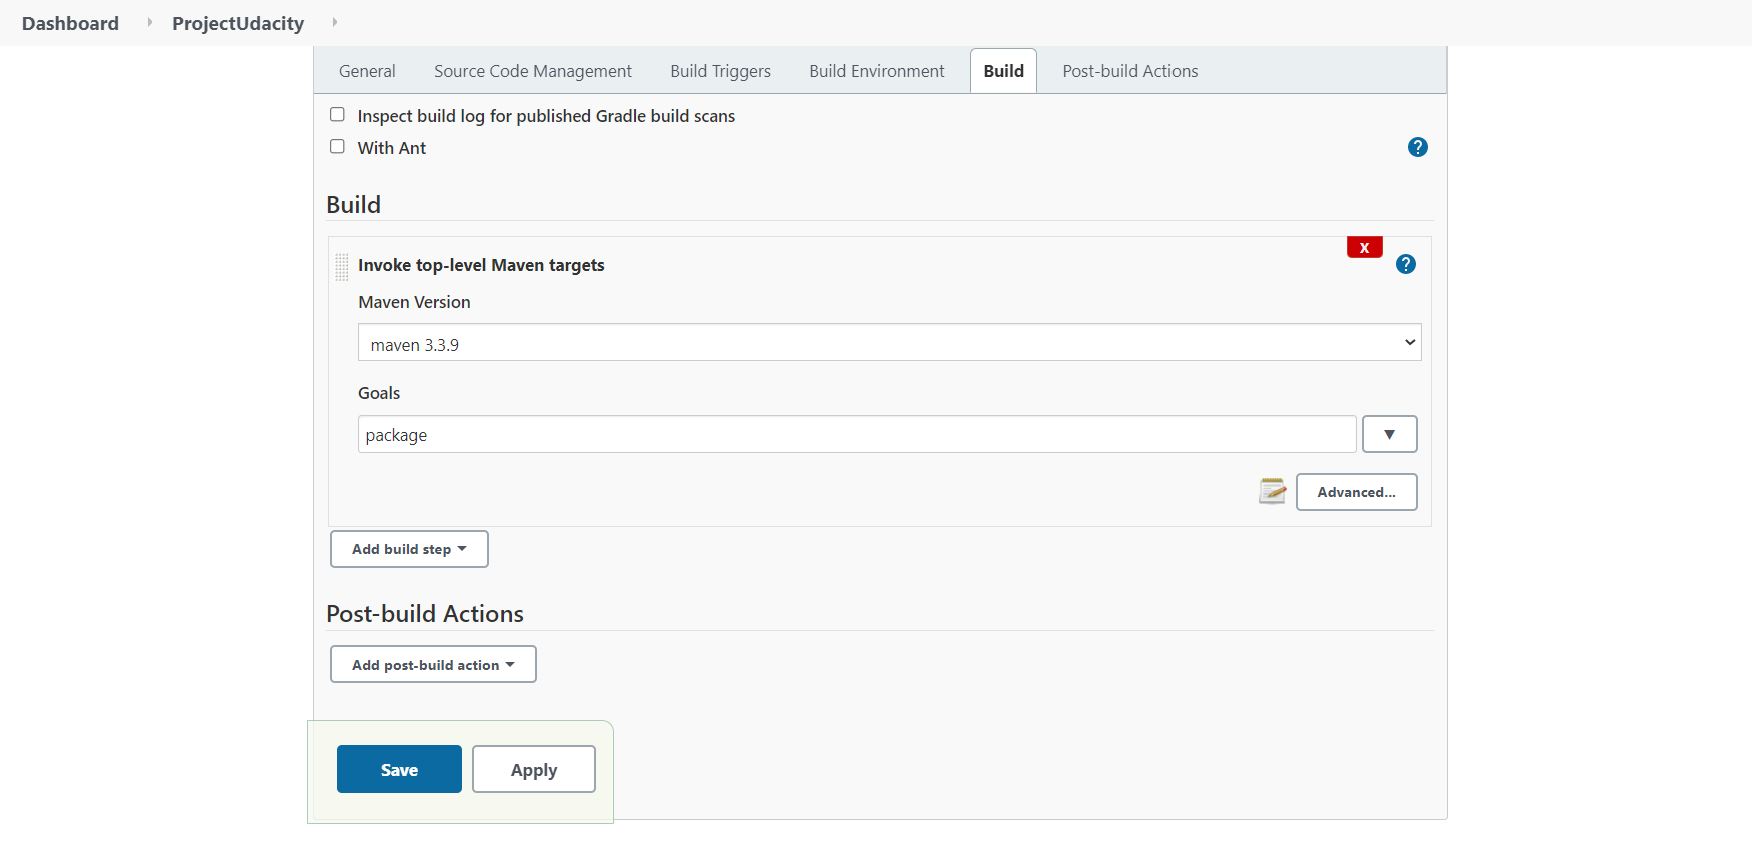 Dashboard ProjectUdacity
General Source Code Management Build Triggers Build Environment Build Post-build Actions
Inspect build log for published Gradle build scans
With Ant
?
Build
X
Invoke top-level Maven targets
?
Maven Version
maven 3.3.9
Goals
package
Advanced...
Add build step
Post-build Actions
Add post-build action
Save Apply